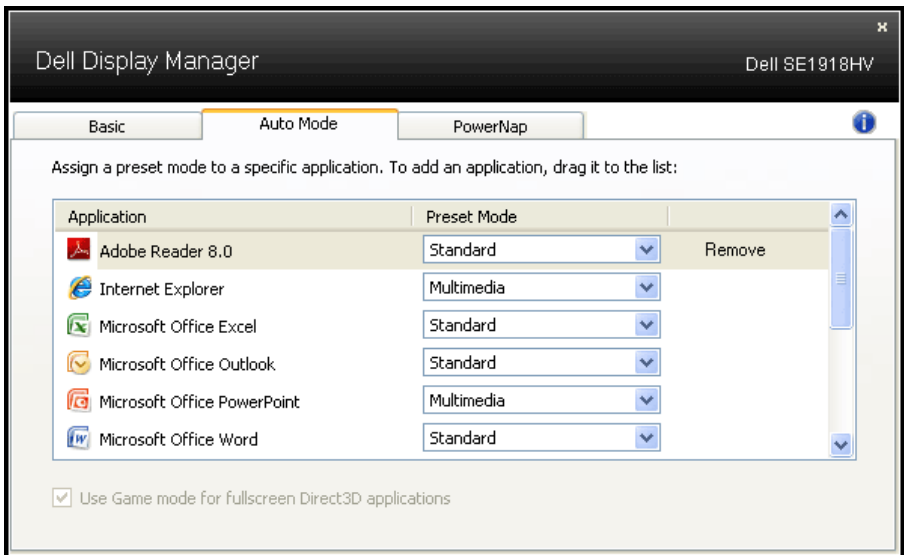 Dell Display Manager
Dell SE1918HV
Basic
Auto Mode
PowerNap
Assign a preset mode to a specific application. To add an application, drag it to the list:
Application Preset Mode
Adobe Reader 8.0 Standard Remove
Internet Explorer Multimedia
Microsoft Office Excel Standard
Microsoft Office Outlook Standard
Microsoft Office PowerPoint Multimedia
Microsoft Office Word Standard
Use Game mode for fullscreen Direct3D applications